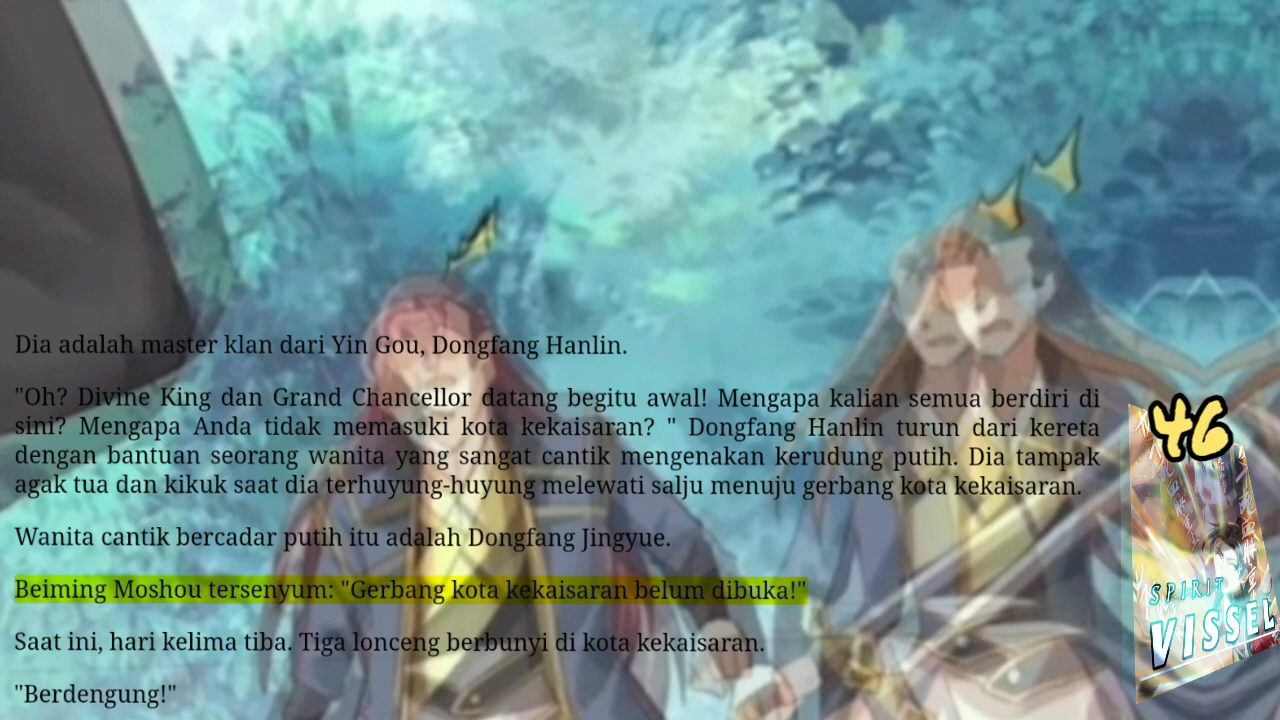 Dia adalah master klan dari Yin Gou, Dongfang Hanlin.
"Oh? Divine King dan Grand Chancellor datang begitu awal! Mengapa kalian semua berdiri di
sini? Mengapa Anda tidak memasuki kota kekaisaran? " Dongfang Hanlin turun dari kereta
dengan bantuan seorang wanita yang sangat cantik mengenakan kerudung putih. Dia tampak
agak tua dan kikuk saat dia terhuyung-huyung melewati salju menuju gerbang kota kekaisaran.
Wanita cantik bercadar putih itu adalah Dongfang Jingyue.
Beiming Moshou tersenyum: "Gerbang kota kekaisaran belum dibuka!"
Saat ini, hari kelima tiba. Tiga lonceng berbunyi di kota kekaisaran.
"Berdengung!"
46
SPIRIT
VISSEL